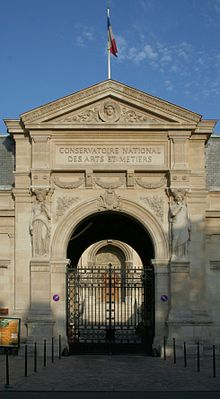 CONSERVATOIRE NATIONAL
DES ARTS ET METIERS